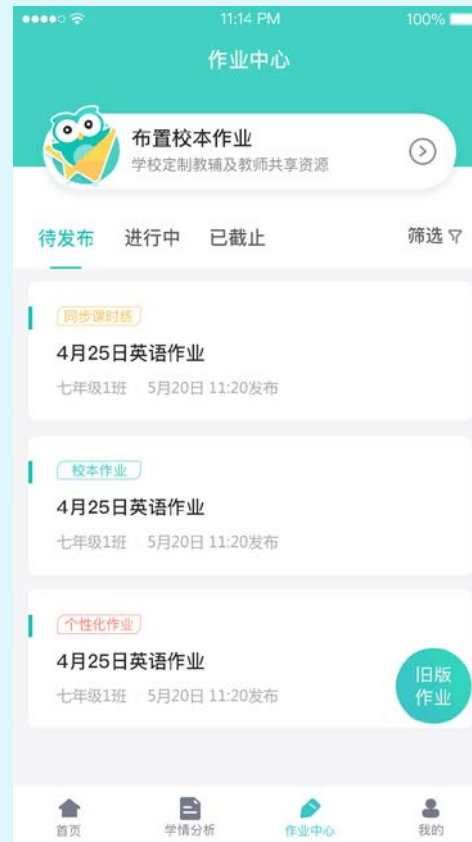 11:14 PM 100%
作业中心
布置校本作业
学校定制教辅及教师共享资源
待发布 进行中 已截止 筛选
同步课时练
4月25日英语作业
七年级1班 5月20日 11:20发布
校本作业
4月25日英语作业
七年级1班 5月20日 11:20发布
个性化作业
4月25日英语作业
七年级1班 5月20日 11:20发布
旧版
作业
首页 学情分析 作业中心 我的